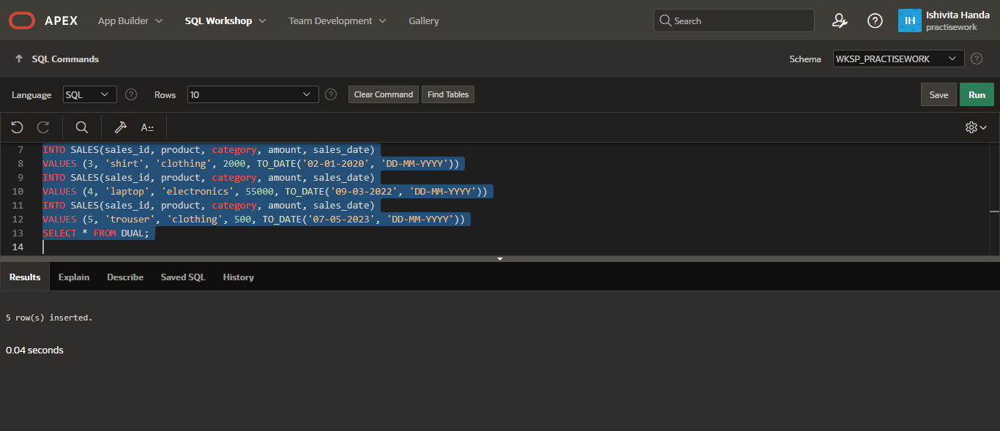 APEX App Builder SQL Workshop Team Development Gallery Search IH Ishivita Handa
practisework
SQL Commands Schema WKSP_PRACTISEWORK ?
Language SQL ? Rows 10 ? Clear Command Find Tables Save Run
A::
7 INTO SALES(sales_id, product, category, amount, sales_date)
8 VALUES (3, 'shirt', 'clothing', 2000, TO_DATE('02-01-2020', 'DD-MM-YYYY'))
9 INTO SALES(sales_id, product, category, amount, sales_date)
10 VALUES (4, 'laptop', 'electronics', 55000, TO_DATE('09-03-2022', 'DD-MM-YYYY'))
11 INTO SALES(sales_id, product, category, amount, sales_date)
12 VALUES (5, 'trouser', 'clothing', 500, TO_DATE('07-05-2023', 'DD-MM-YYYY'))
13 SELECT * FROM DUAL;
14
Results Explain Describe Saved SQL History
5 row(s) inserted.
0.04 seconds